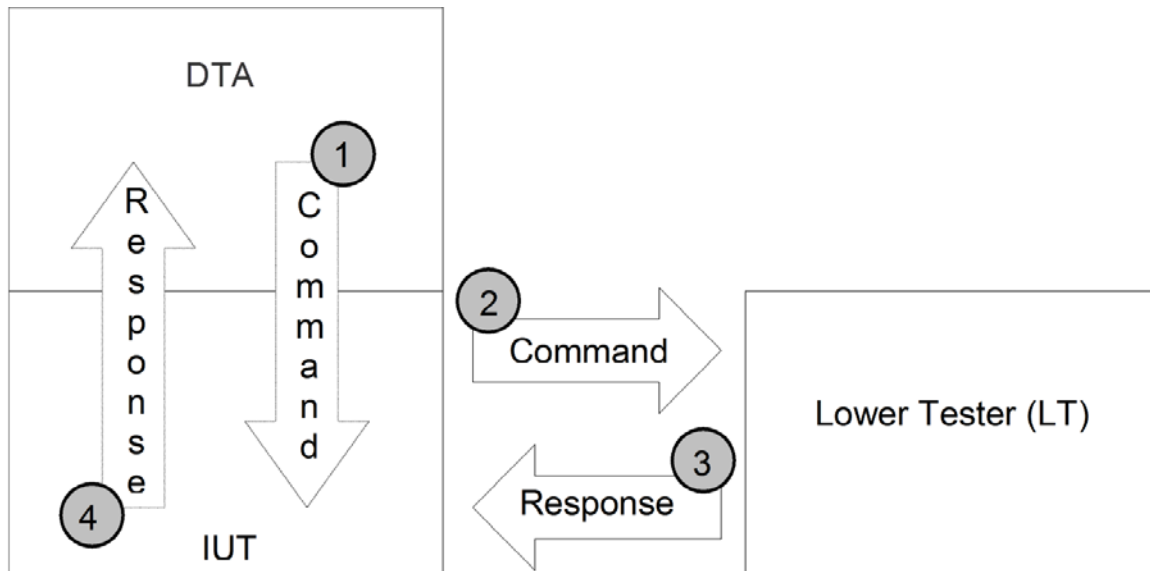 DTA
1
Command
2
Command
Lower Tester (LT)
3
Response
4
Response
IUT